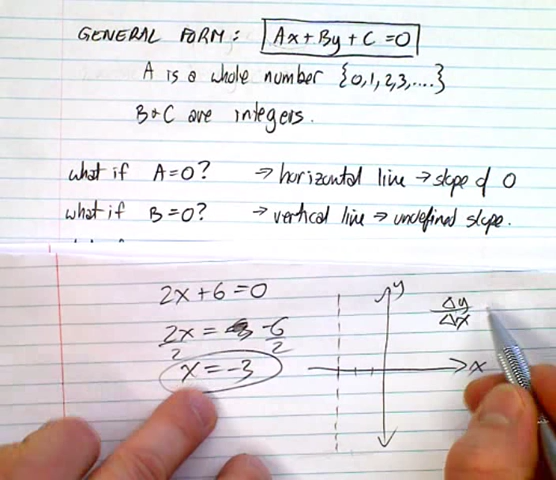 GENERAL FORM: Ax + By + C = 0
A is a whole number {0,1,2,3,....}
B & C are integers.
what if A=0? → horizontal line → slope of 0
what if B=0? → vertical line → undefined slope.
2x + 6 = 0
2x = -6
2 2
x = -3
y
Δy
Δx
x